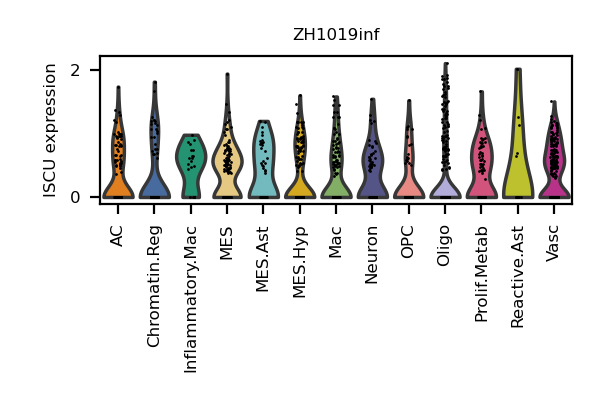 ZH1019inf
ISCU expression
2
0
AC
Chromatin.Reg
Inflammatory.Mac
MES
MES.Ast
MES.Hyp
Mac
Neuron
OPC
Oligo
Prolif.Metab
Reactive.Ast
Vasc